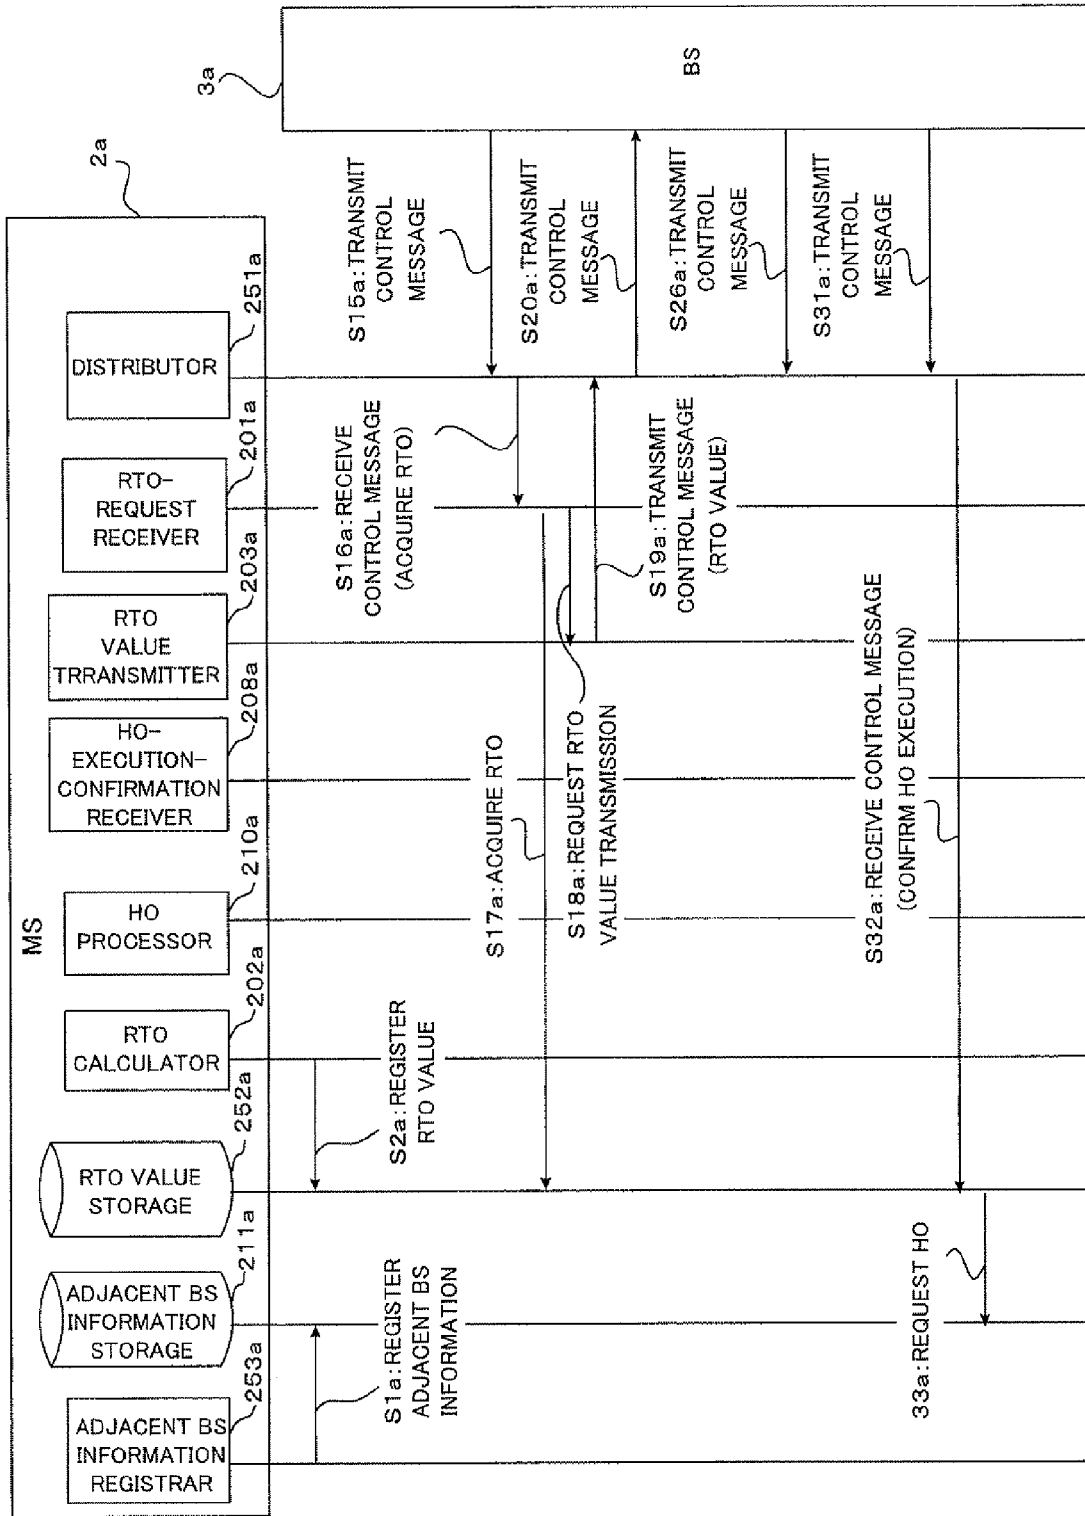 MS
2a
3a
ADJACENT BS
INFORMATION
REGISTRAR
253a
ADJACENT BS
INFORMATION
STORAGE
211a
RTO VALUE
STORAGE
252a
RTO
CALCULATOR
202a
HO
PROCESSOR
210a
HO-
EXECUTION-
CONFIRMATION
RECEIVER
208a
RTO
VALUE
TRRANSMITTER
203a
RTO-
REQUEST
RECEIVER
201a
DISTRIBUTOR
251a
BS
S1a:REGISTER
ADJACENT BS
INFORMATION
S2a:REGISTER
RTO VALUE
S15a:TRANSMIT
CONTROL
MESSAGE
S16a:RECEIVE
CONTROL MESSAGE
(ACQUIRE RTO)
S17a:ACQUIRE RTO
S18a:REQUEST RTO
VALUE TRANSMISSION
S19a:TRANSMIT
CONTROL MESSAGE
(RTO VALUE)
S20a:TRANSMIT
CONTROL
MESSAGE
S26a:TRANSMIT
CONTROL
MESSAGE
S31a:TRANSMIT
CONTROL
MESSAGE
S32a:RECEIVE CONTROL MESSAGE
(CONFIRM HO EXECUTION)
33a:REQUEST HO